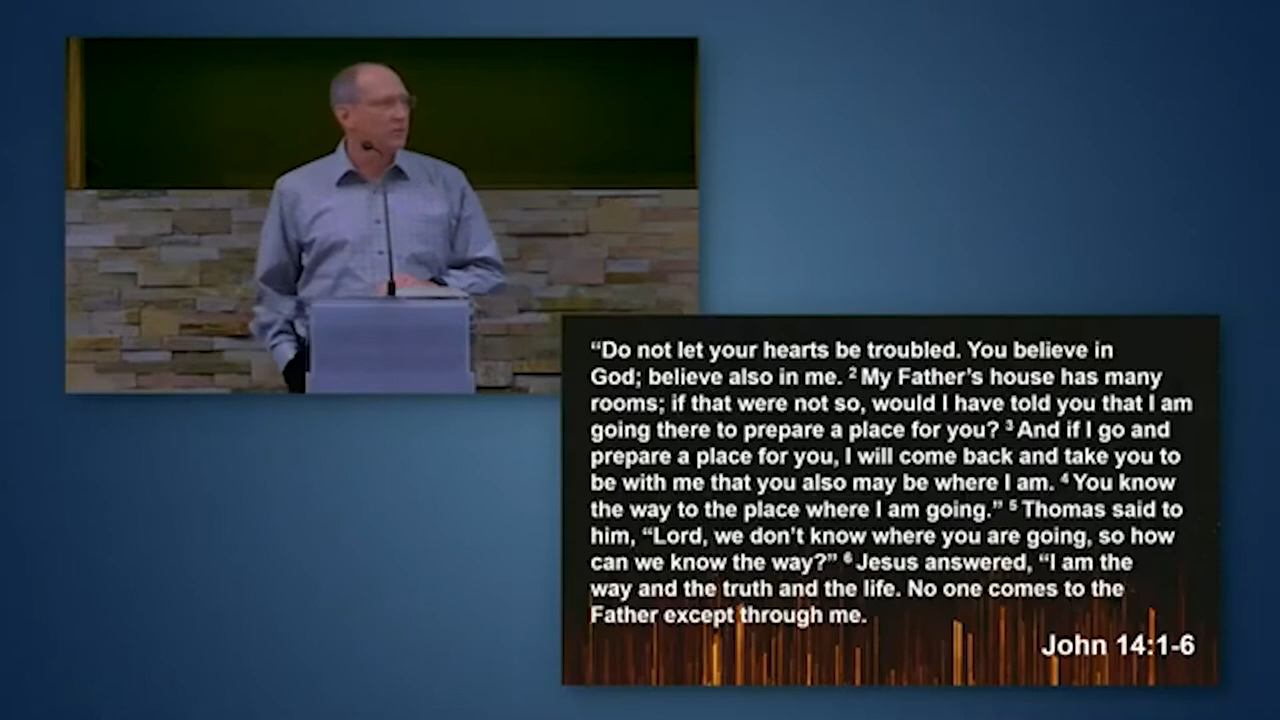 “Do not let your hearts be troubled. You believe in
God; believe also in me. ² My Father’s house has many
rooms; if that were not so, would I have told you that I am
going there to prepare a place for you? ³ And if I go and
prepare a place for you, I will come back and take you to
be with me that you also may be where I am. ⁴ You know
the way to the place where I am going.” ⁵ Thomas said to
him, “Lord, we don’t know where you are going, so how
can we know the way?” ⁶ Jesus answered, “I am the
way and the truth and the life. No one comes to the
Father except through me.
John 14:1-6